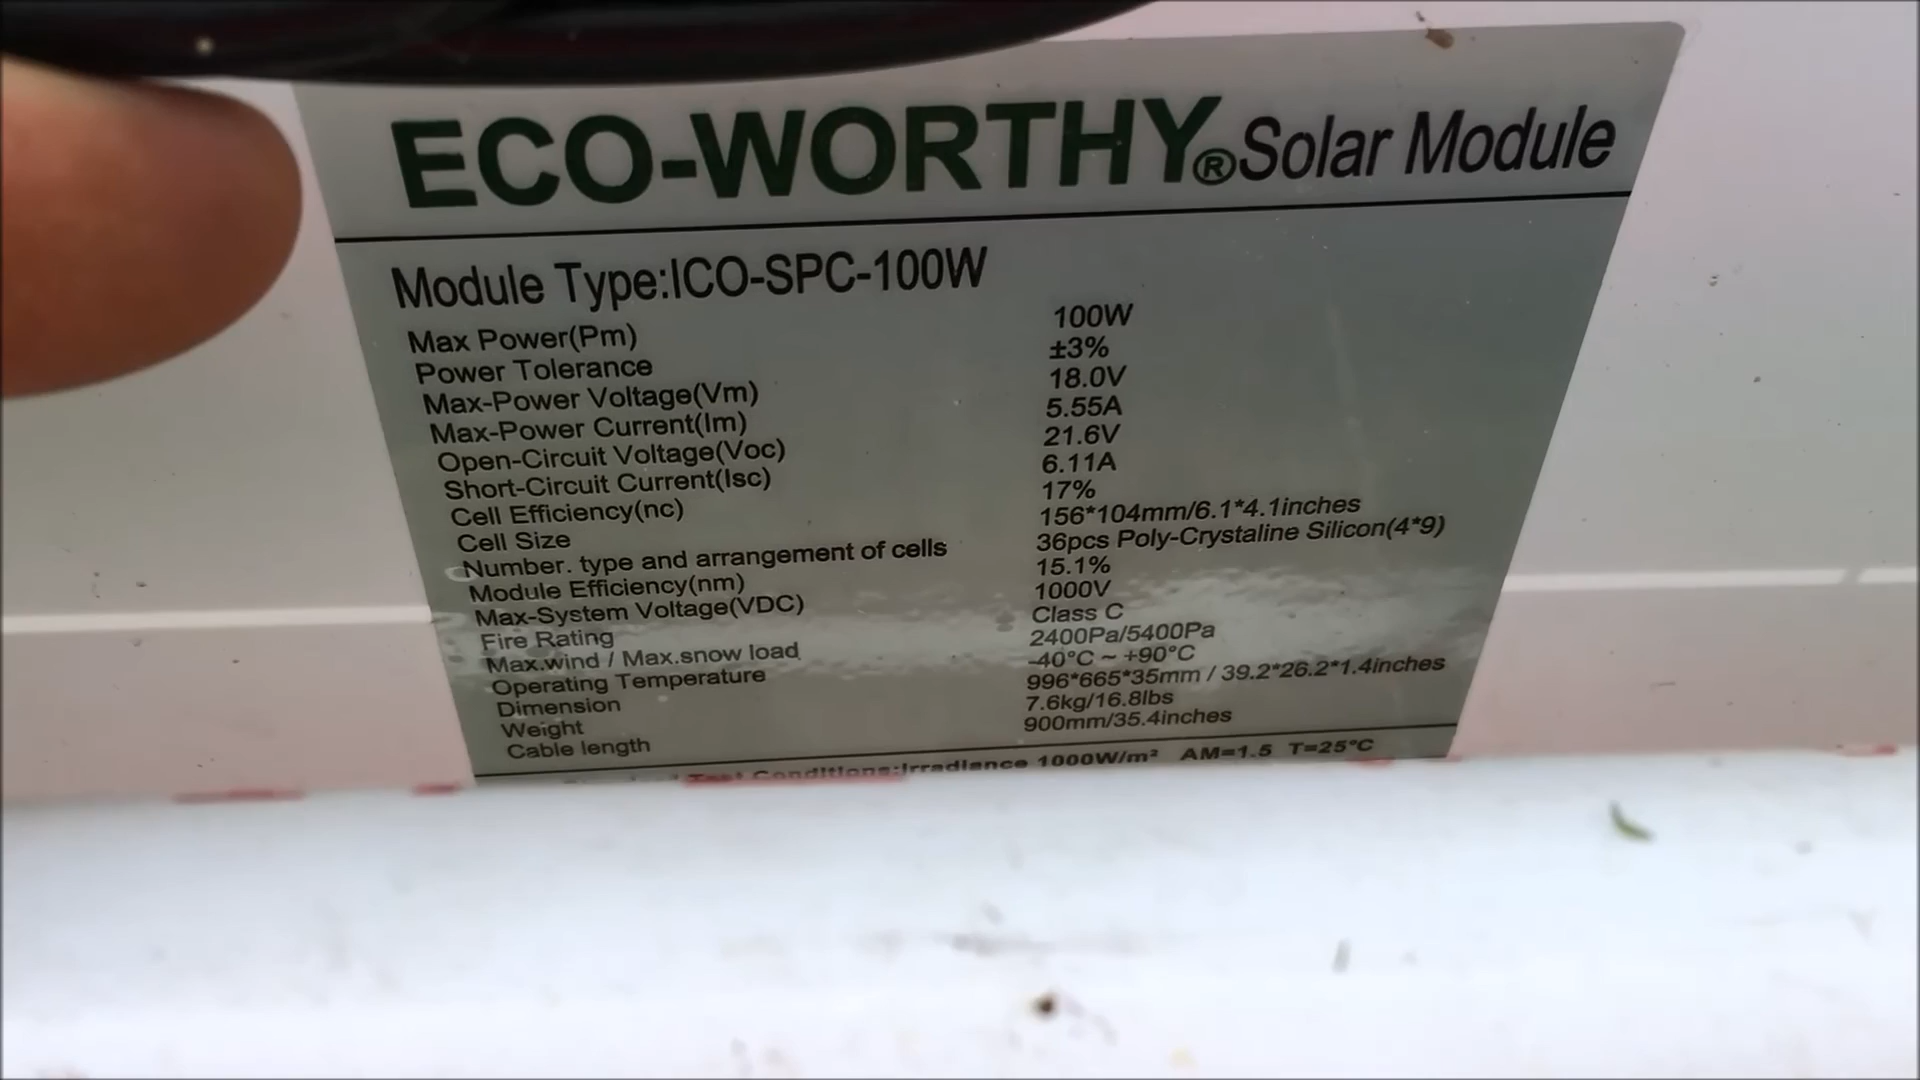 ECO-WORTHY® Solar Module
Module Type:ICO-SPC-100W
Max Power(Pm) 100W
Power Tolerance ±3%
Max-Power Voltage(Vm) 18.0V
Max-Power Current(Im) 5.55A
Open-Circuit Voltage(Voc) 21.6V
Short-Circuit Current(Isc) 6.11A
Cell Efficiency(nc) 17%
Cell Size 156*104mm/6.1*4.1inches
Number. type and arrangement of cells 36pcs Poly-Crystaline Silicon(4*9)
Module Efficiency(nm) 15.1%
Max-System Voltage(VDC) 1000V
Fire Rating Class C
Max.wind / Max.snow load 2400Pa/5400Pa
Operating Temperature -40°C ~ +90°C
Dimension 996*665*35mm / 39.2*26.2*1.4inches
Weight 7.6kg/16.8lbs
Cable length 900mm/35.4inches
Test Conditions:Irradiance 1000W/m² AM=1.5 T=25°C